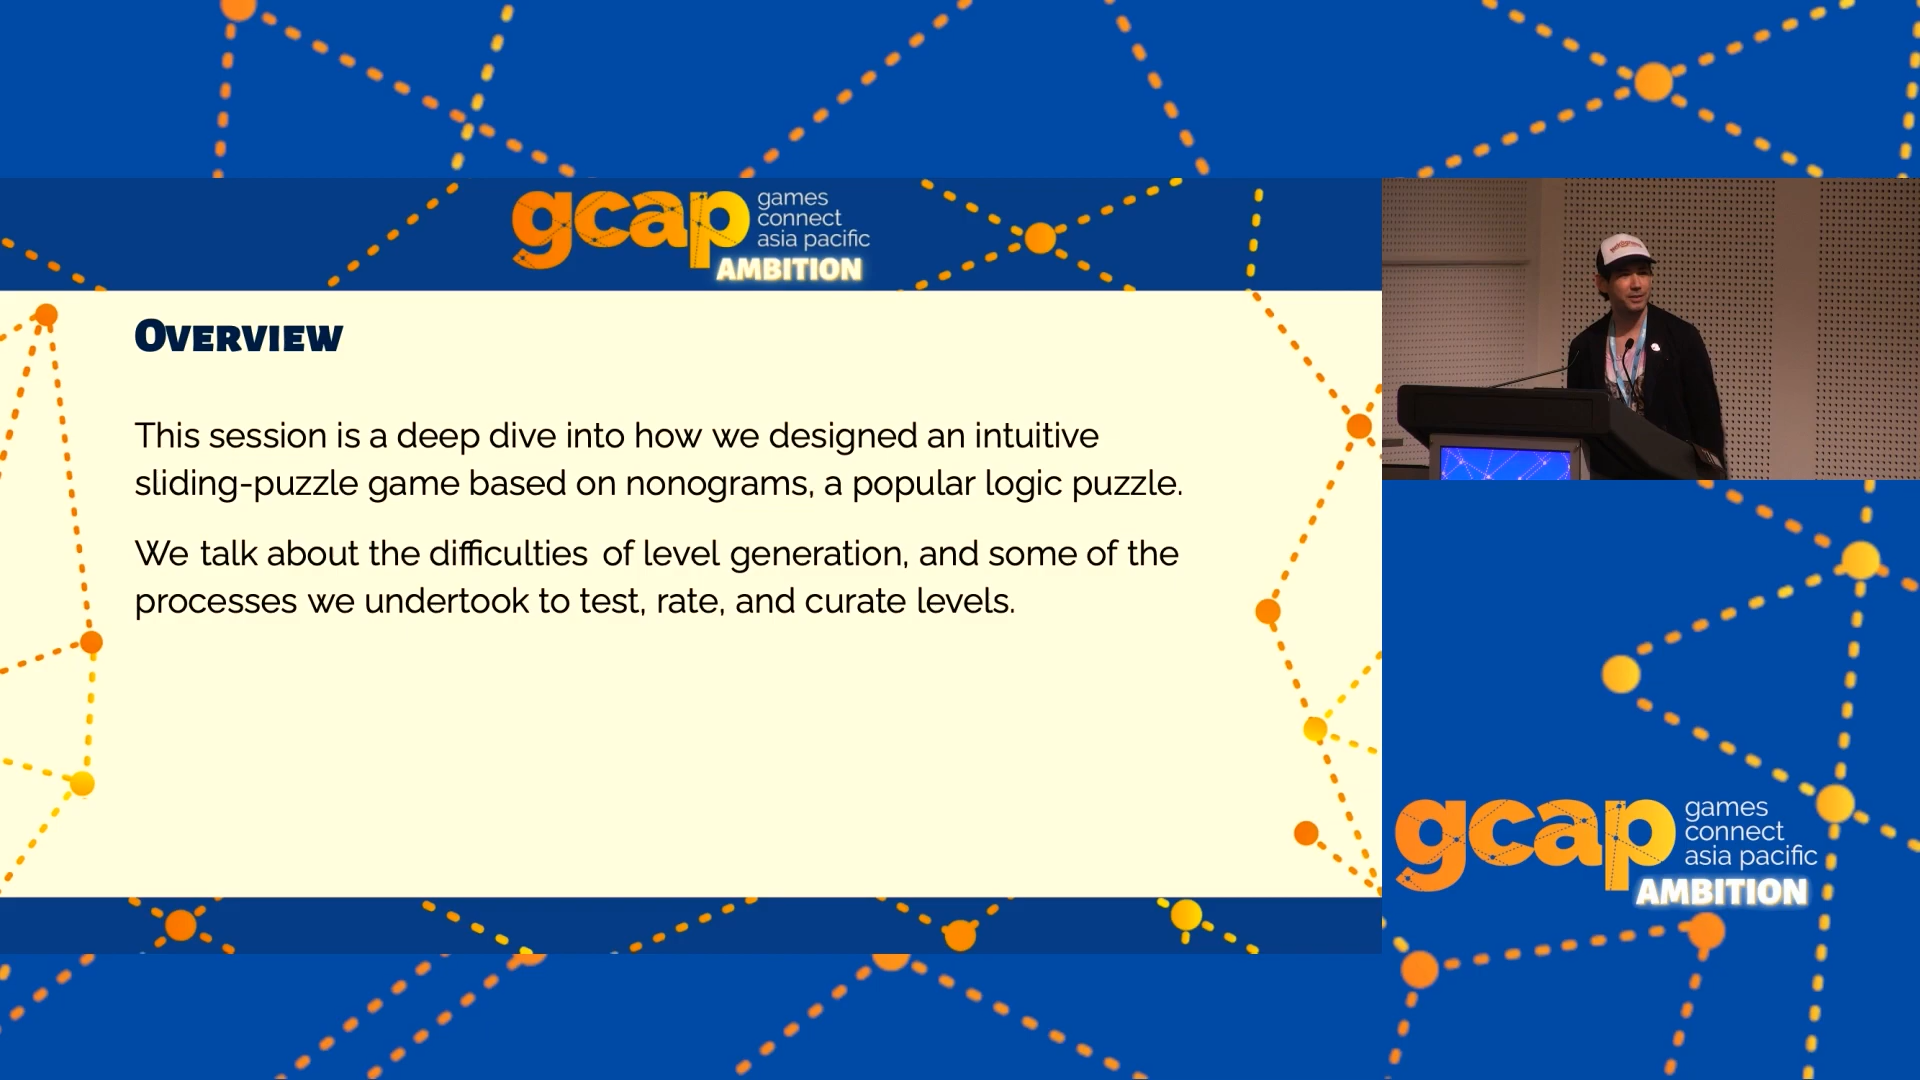 gcap
games
connect
asia pacific
AMBITION
Overview
This session is a deep dive into how we designed an intuitive
sliding-puzzle game based on nonograms, a popular logic puzzle.
We talk about the difficulties of level generation, and some of the
processes we undertook to test, rate, and curate levels.
gcap
games
connect
asia pacific
AMBITION